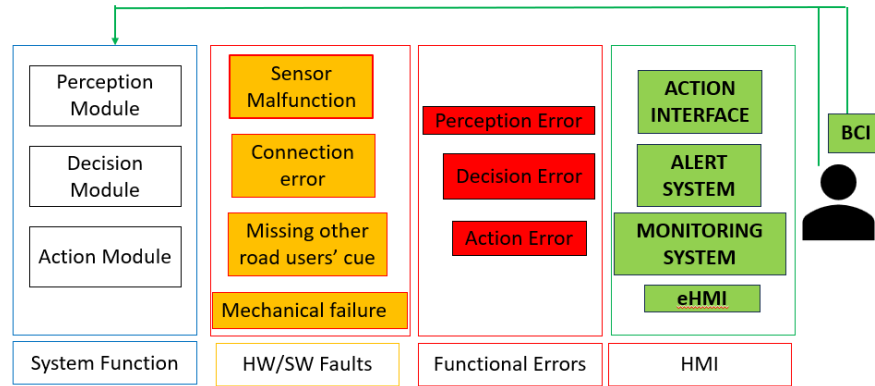 Perception
Module
Decision
Module
Action Module
System Function
Sensor
Malfunction
Connection
error
Missing other
road users' cue
Mechanical failure
HW/SW Faults
Perception Error
Decision Error
Action Error
Functional Errors
ACTION
INTERFACE
ALERT
SYSTEM
MONITORING
SYSTEM
eHMI
HMI
BCI